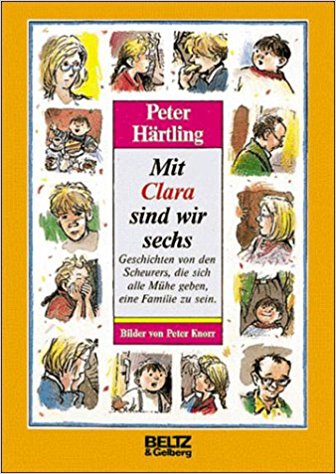 Peter
Härtling
Mit
Clara
sind wir
sechs
Geschichten von den
Scheurers, die sich
alle Mühe geben,
eine Familie zu sein.
Bilder von Peter Knorr
BELTZ
& Gelberg